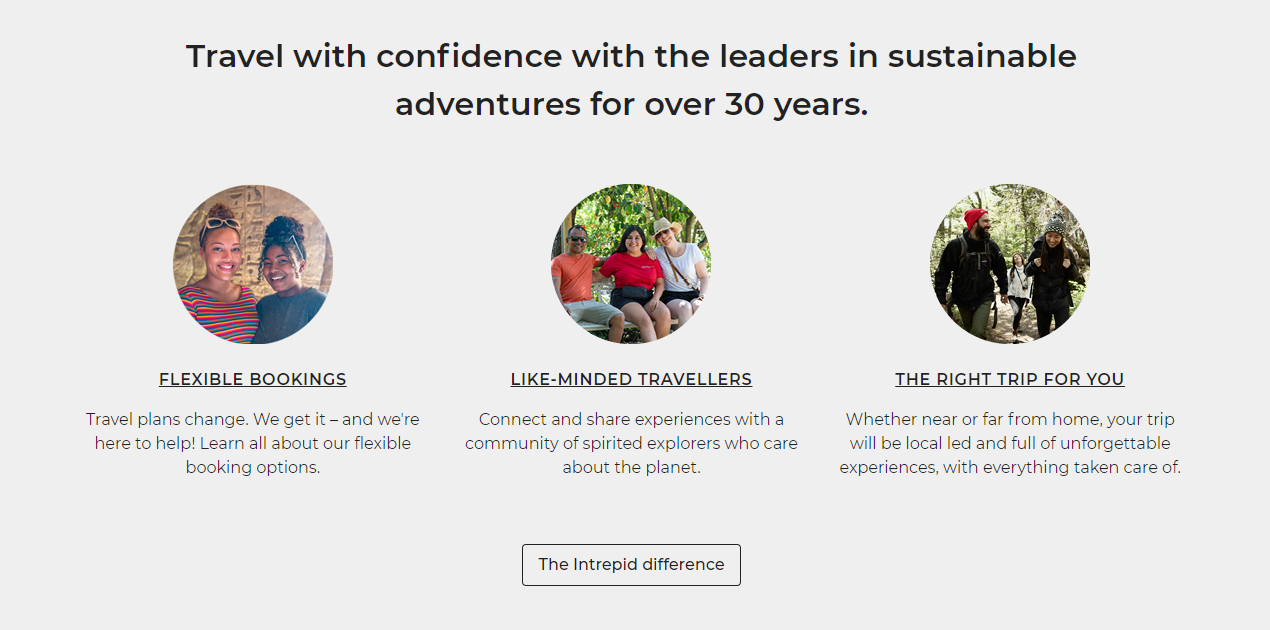 Travel with confidence with the leaders in sustainable
adventures for over 30 years.
FLEXIBLE BOOKINGS
Travel plans change. We get it – and we're
here to help! Learn all about our flexible
booking options.
LIKE-MINDED TRAVELLERS
Connect and share experiences with a
community of spirited explorers who care
about the planet.
THE RIGHT TRIP FOR YOU
Whether near or far from home, your trip
will be local led and full of unforgettable
experiences, with everything taken care of.
The Intrepid difference